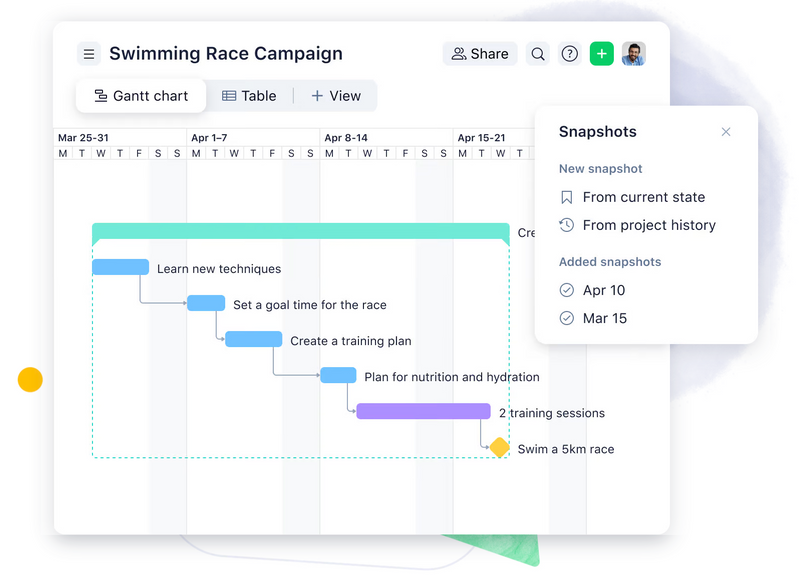 Swimming Race Campaign
Share
Gantt chart
Table
View
Mar 25-31
Apr 1–7
Apr 8-14
Apr 15-21
M T W T F S S M T W T F S S M T W T F S S M T W T
Learn new techniques
Set a goal time for the race
Create a training plan
Plan for nutrition and hydration
2 training sessions
Swim a 5km race
Snapshots
New snapshot
From current state
From project history
Added snapshots
Apr 10
Mar 15